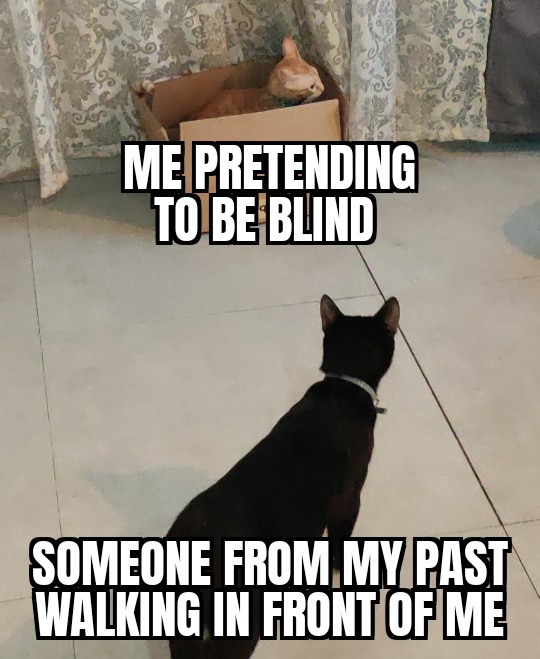 ME PRETENDING
TO BE BLIND
SOMEONE FROM MY PAST
WALKING IN FRONT OF ME